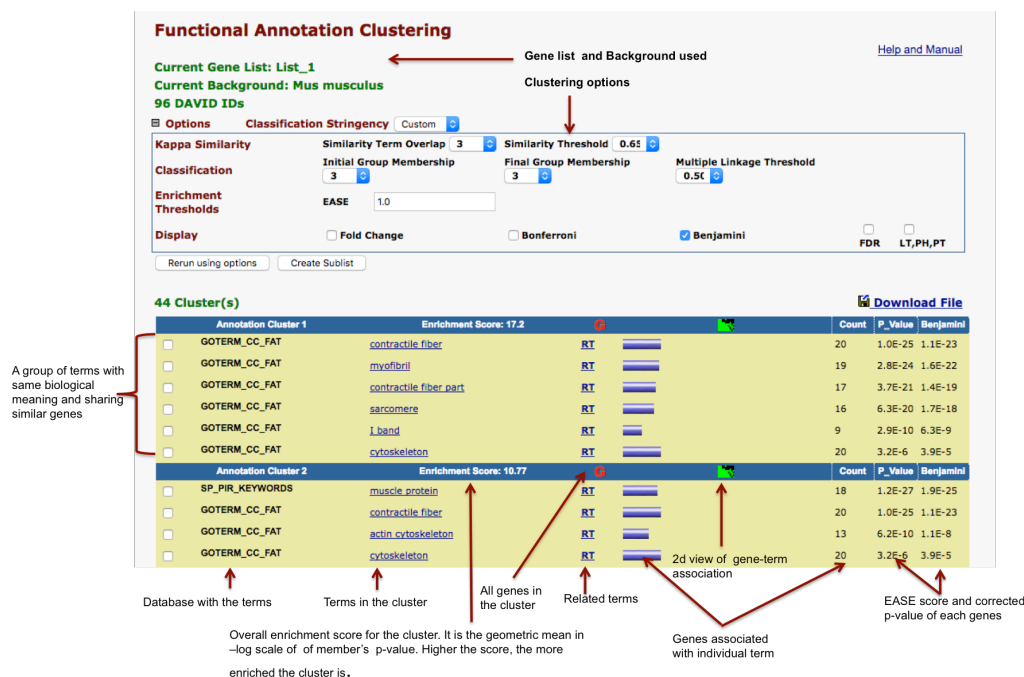 Functional Annotation Clustering
Help and Manual
Gene list and Background used
Current Gene List: List_1
Current Background: Mus musculus
Clustering options
96 DAVID IDs
Options Classification Stringency Custom
Kappa Similarity Similarity Term Overlap 3 Similarity Threshold 0.65
Classification Initial Group Membership 3 Final Group Membership 3 Multiple Linkage Threshold 0.50
Enrichment Thresholds EASE 1.0
Display Fold Change Bonferroni Benjamini FDR LT,PH,PT
Rerun using options Create Sublist
44 Cluster(s) Download File
Annotation Cluster 1 Enrichment Score: 17.2 G Count P_Value Benjamini
GOTERM_CC_FAT contractile fiber RT 20 1.0E-25 1.1E-23
GOTERM_CC_FAT myofibril RT 19 2.8E-24 1.6E-22
GOTERM_CC_FAT contractile fiber part RT 17 3.7E-21 1.4E-19
GOTERM_CC_FAT sarcomere RT 16 6.3E-20 1.7E-18
GOTERM_CC_FAT I band RT 9 2.9E-10 6.3E-9
GOTERM_CC_FAT cytoskeleton RT 20 3.2E-6 3.9E-5
A group of terms with
same biological
meaning and sharing
similar genes
Annotation Cluster 2 Enrichment Score: 10.77 G Count P_Value Benjamini
SP_PIR_KEYWORDS muscle protein RT 18 1.2E-27 1.9E-25
GOTERM_CC_FAT contractile fiber RT 20 1.0E-25 1.1E-23
GOTERM_CC_FAT actin cytoskeleton RT 13 6.2E-10 1.1E-8
GOTERM_CC_FAT cytoskeleton RT 20 3.2E-6 3.9E-5
Database with the terms
Terms in the cluster
All genes in
the cluster
Related terms
2d view of gene-term
association
EASE score and corrected
p-value of each genes
Overall enrichment score for the cluster. It is the geometric mean in
–log scale of of member's p-value. Higher the score, the more
enriched the cluster is.
Genes associated
with individual term